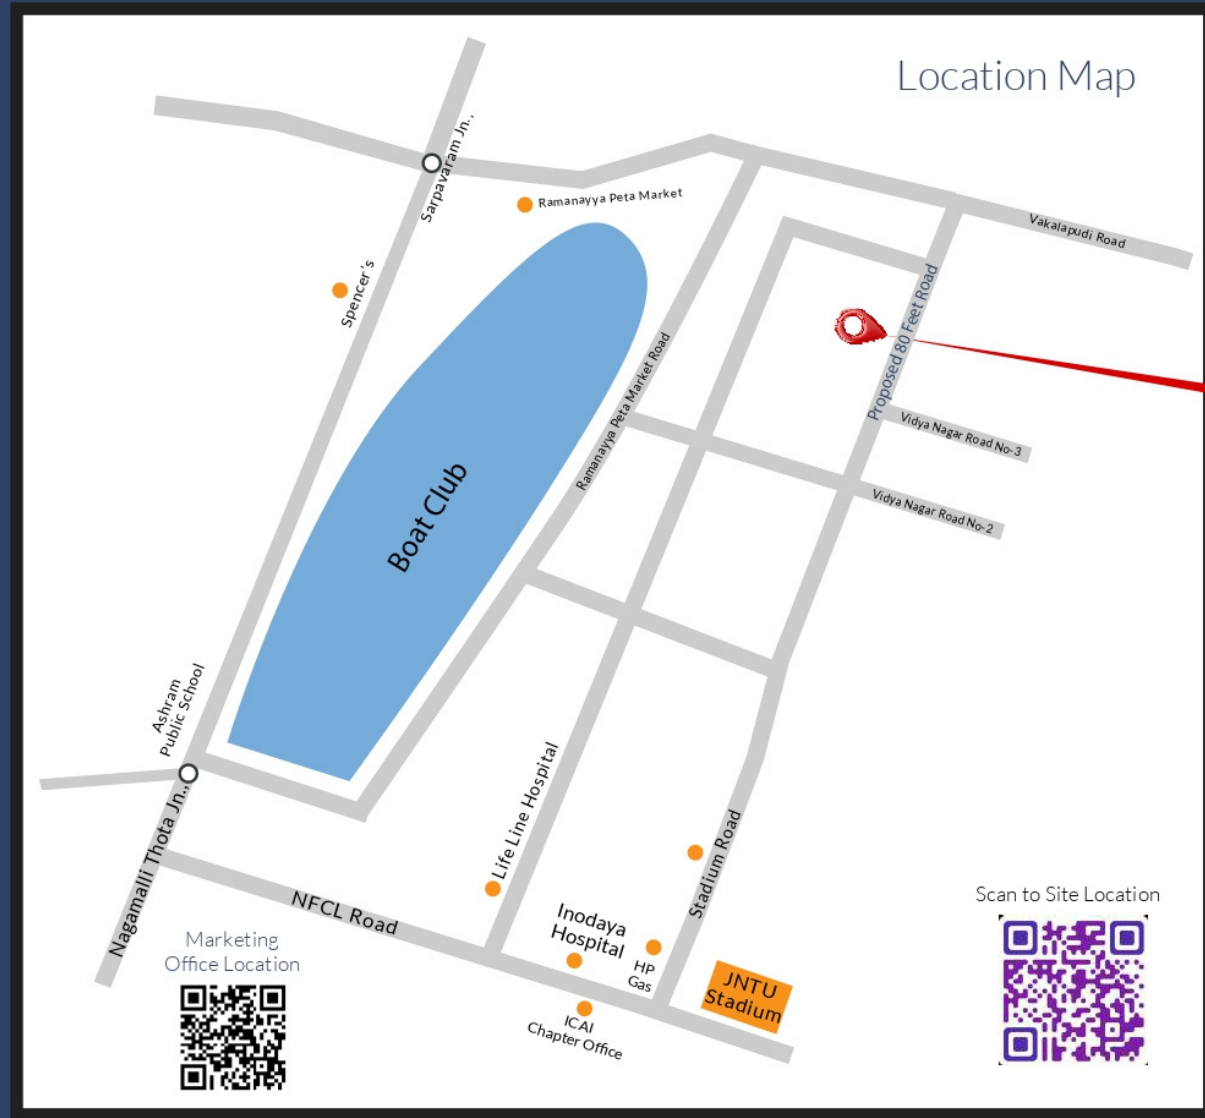 Location Map
Sarpavaram Jn.,
Ramanayya Peta Market
Vakalapudi Road
Spencer's
Proposed 80 Feet Road
Ramanayya Peta Market Road
Vidya Nagar Road No-3
Vidya Nagar Road No-2
Boat Club
Ashram
Public School
Nagamalli Thota Jn.,
Life Line Hospital
Stadium Road
NFCL Road
Inodaya
Hospital
HP
Gas
JNTU
Stadium
ICAI
Chapter Office
Marketing
Office Location
Scan to Site Location